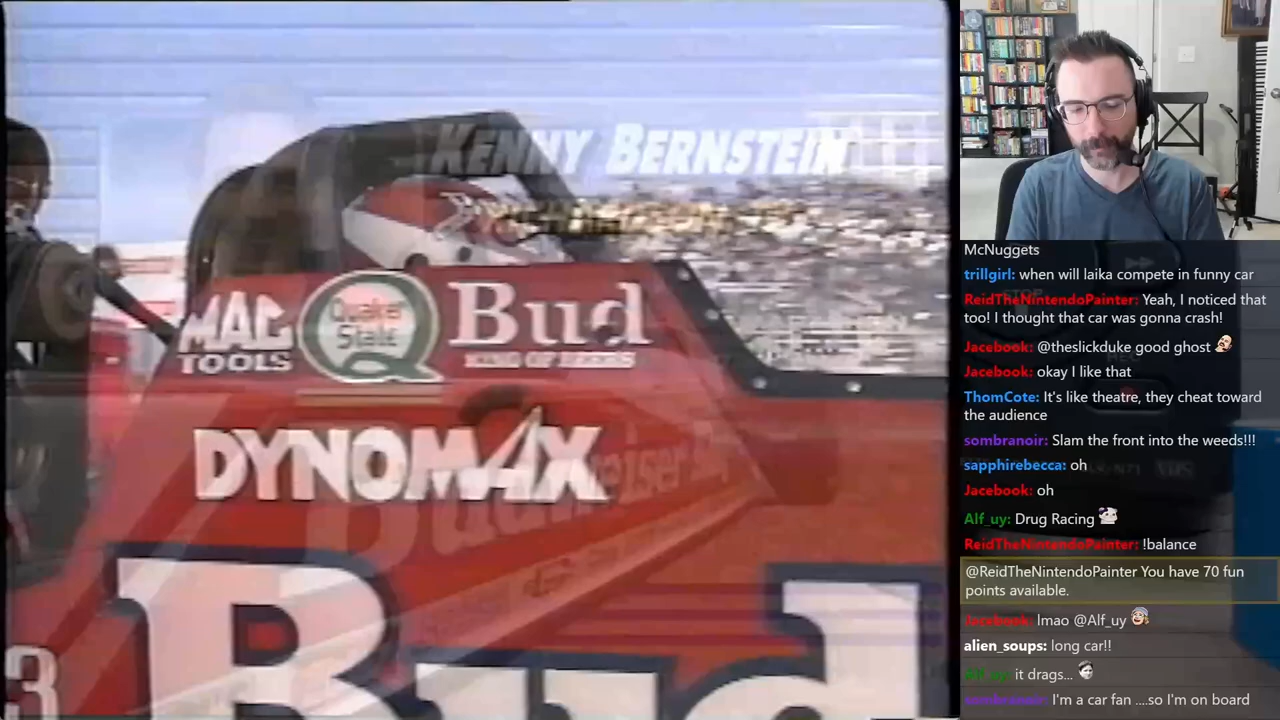 KENNY BERNSTEIN
MAC
TOOLS
Quaker
State
Bud
KING OF BEERS
DYNOMAX
Bud
3
McNuggets
trillgirl: when will laika compete in funny car
ReidTheNintendoPainter: Yeah, I noticed that
too! I thought that car was gonna crash!
Jacebook: @theslickduke good ghost
Jacebook: okay I like that
ThomCote: It's like theatre, they cheat toward
the audience
sombranoir: Slam the front into the weeds!!!
sapphirebecca: oh
Jacebook: oh
Alf_uy: Drug Racing
ReidTheNintendoPainter: !balance
@ReidTheNintendoPainter You have 70 fun
points available.
Jacebook: lmao @Alf_uy
alien_soups: long car!!
Alf_uy: it drags...
sombranoir: I'm a car fan ....so I'm on board